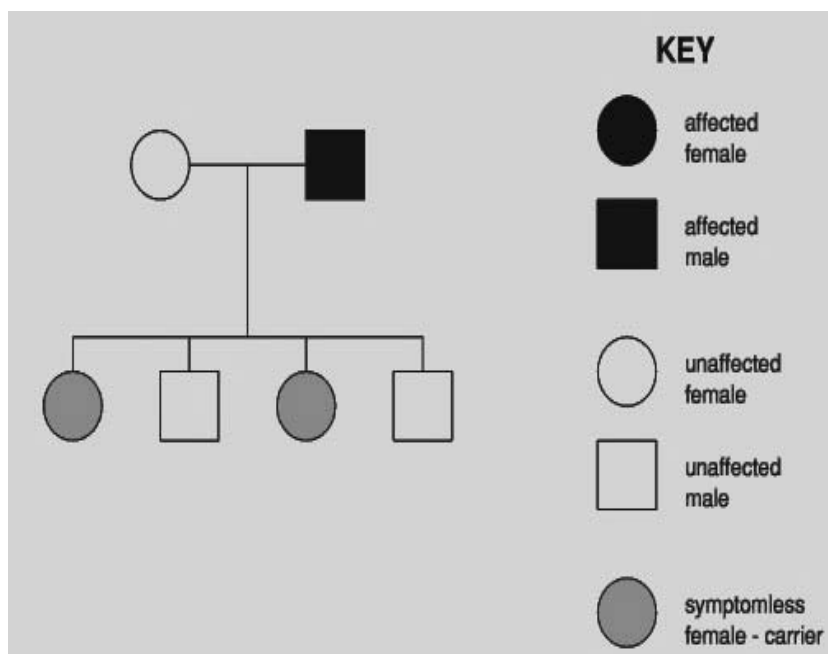 KEY
affected
female
affected
male
unaffected
female
unaffected
male
symptomless
female - carrier